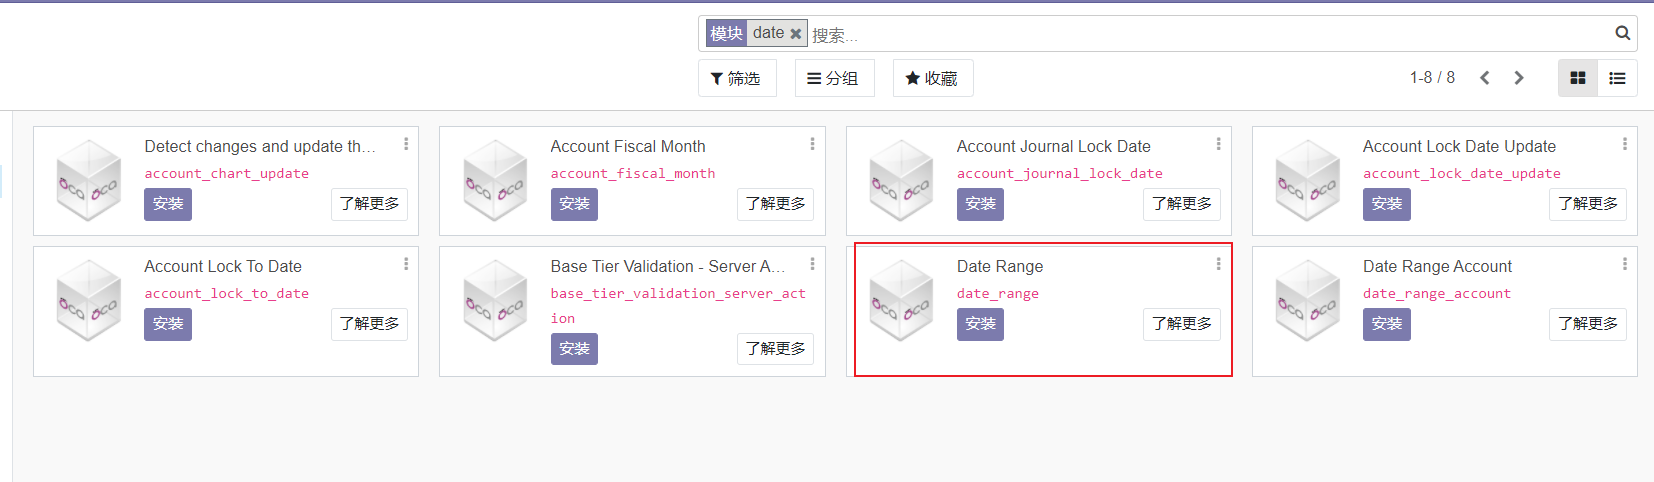 模块 date 搜索...
筛选 分组 收藏 1-8 / 8
Detect changes and update th...
account_chart_update
安装 了解更多
Account Fiscal Month
account_fiscal_month
安装 了解更多
Account Journal Lock Date
account_journal_lock_date
安装 了解更多
Account Lock Date Update
account_lock_date_update
安装 了解更多
Account Lock To Date
account_lock_to_date
安装 了解更多
Base Tier Validation - Server A...
base_tier_validation_server_act
ion
安装 了解更多
Date Range
date_range
安装 了解更多
Date Range Account
date_range_account
安装 了解更多